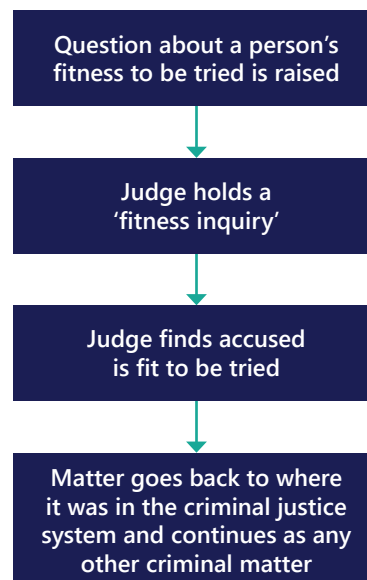 Question about a person’s
fitness to be tried is raised
Judge holds a
‘fitness inquiry’
Judge finds accused
is fit to be tried
Matter goes back to where
it was in the criminal justice
system and continues as any
other criminal matter